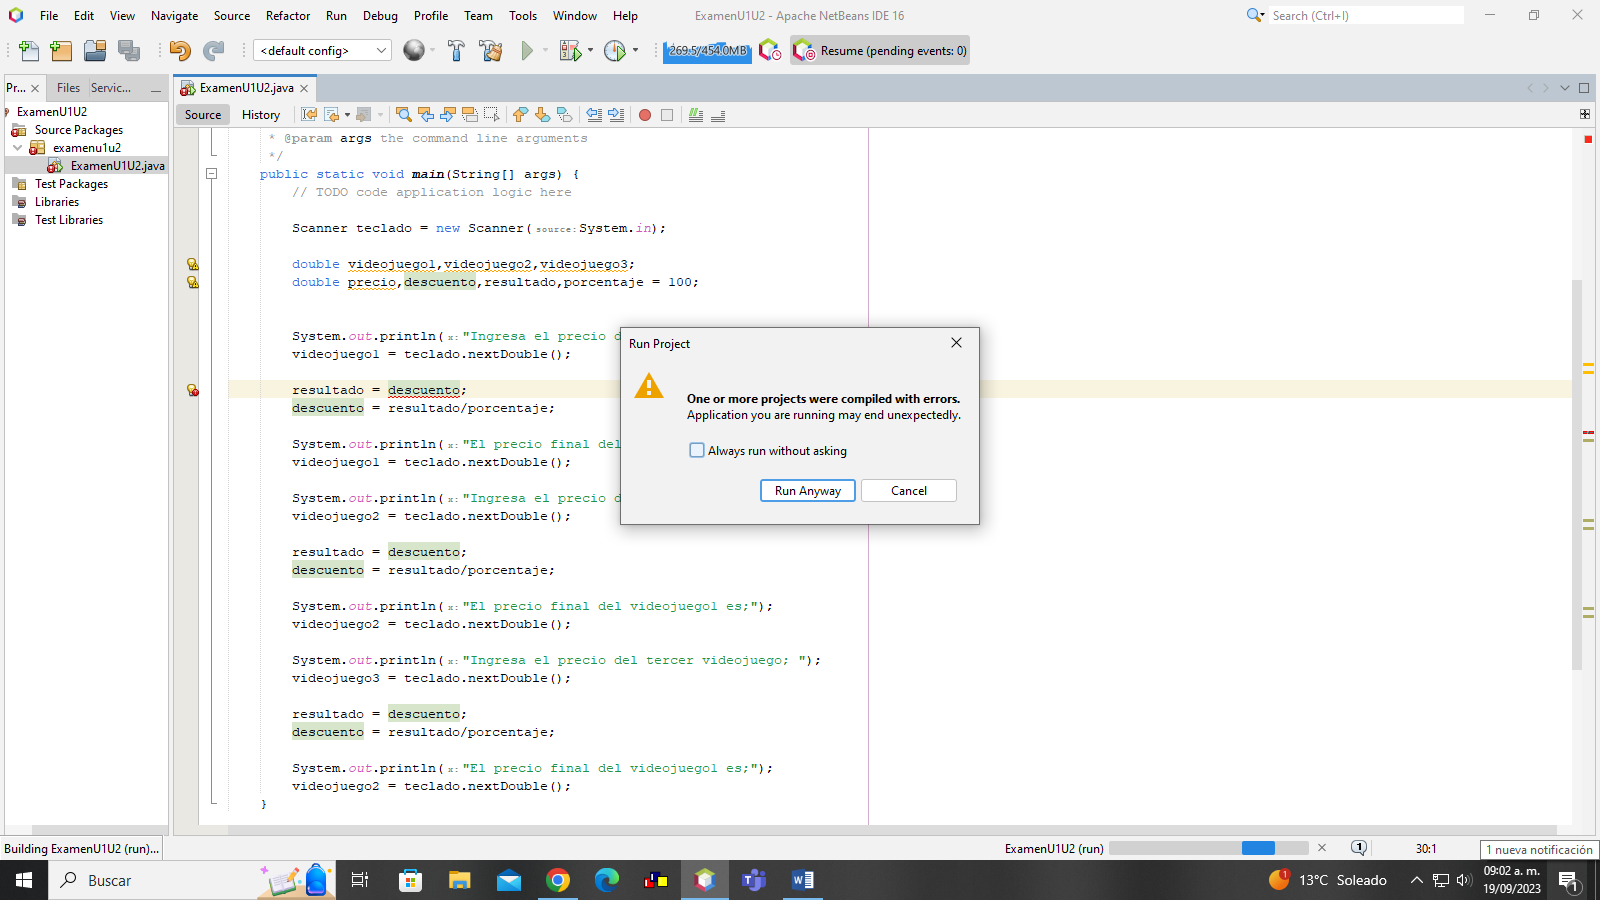 File Edit View Navigate Source Refactor Run Debug Profile Team Tools Window Help
ExamenU1U2 - Apache NetBeans IDE 16
Search (Ctrl+I)
<default config>
269.5/454.0MB
Resume (pending events: 0)
Pr... Files Servic...
ExamenU1U2.java
ExamenU1U2
Source Packages
examenu1u2
ExamenU1U2.java
Test Packages
Libraries
Test Libraries
Source History
* @param args the command line arguments
*/
public static void main(String[] args) {
// TODO code application logic here
Scanner teclado = new Scanner(source:System.in);
double videojuego1,videojuego2,videojuego3;
double precio,descuento,resultado,porcentaje = 100;
System.out.println(x:"Ingresa el precio d
videojuego1 = teclado.nextDouble();
resultado = descuento;
descuento = resultado/porcentaje;
System.out.println(x:"El precio final del
videojuego1 = teclado.nextDouble();
System.out.println(x:"Ingresa el precio d
videojuego2 = teclado.nextDouble();
resultado = descuento;
descuento = resultado/porcentaje;
System.out.println(x:"El precio final del videojuego1 es;");
videojuego2 = teclado.nextDouble();
System.out.println(x:"Ingresa el precio del tercer videojuego; ");
videojuego3 = teclado.nextDouble();
resultado = descuento;
descuento = resultado/porcentaje;
System.out.println(x:"El precio final del videojuego1 es;");
videojuego2 = teclado.nextDouble();
}
Run Project
One or more projects were compiled with errors.
Application you are running may end unexpectedly.
Always run without asking
Run Anyway
Cancel
Building ExamenU1U2 (run)...
ExamenU1U2 (run)
1
30:1
1 nueva notificación
Buscar
1
13°C Soleado
09:02 a. m.
19/09/2023
1